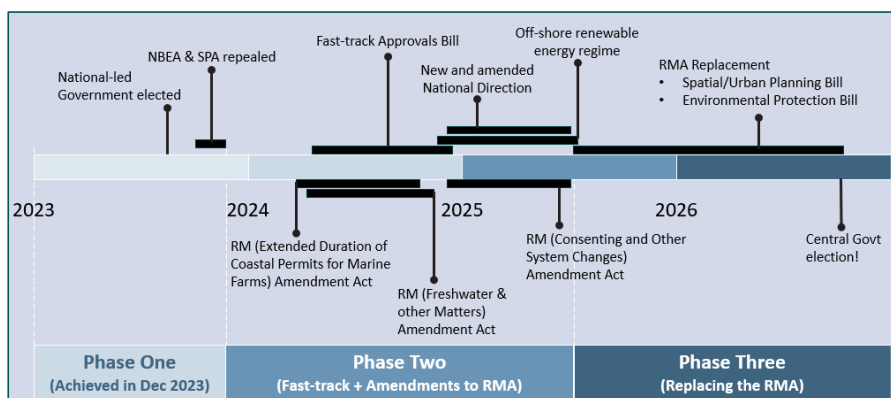 National-led
Government elected
NBEA & SPA repealed
Fast-track Approvals Bill
New and amended
National Direction
Off-shore renewable
energy regime
RMA Replacement
• Spatial/Urban Planning Bill
• Environmental Protection Bill
2023
2024
2025
2026
RM (Extended Duration of
Coastal Permits for Marine
Farms) Amendment Act
RM (Freshwater &
other Matters)
Amendment Act
RM (Consenting and Other
System Changes)
Amendment Act
Central Govt
election!
Phase One
(Achieved in Dec 2023)
Phase Two
(Fast-track + Amendments to RMA)
Phase Three
(Replacing the RMA)